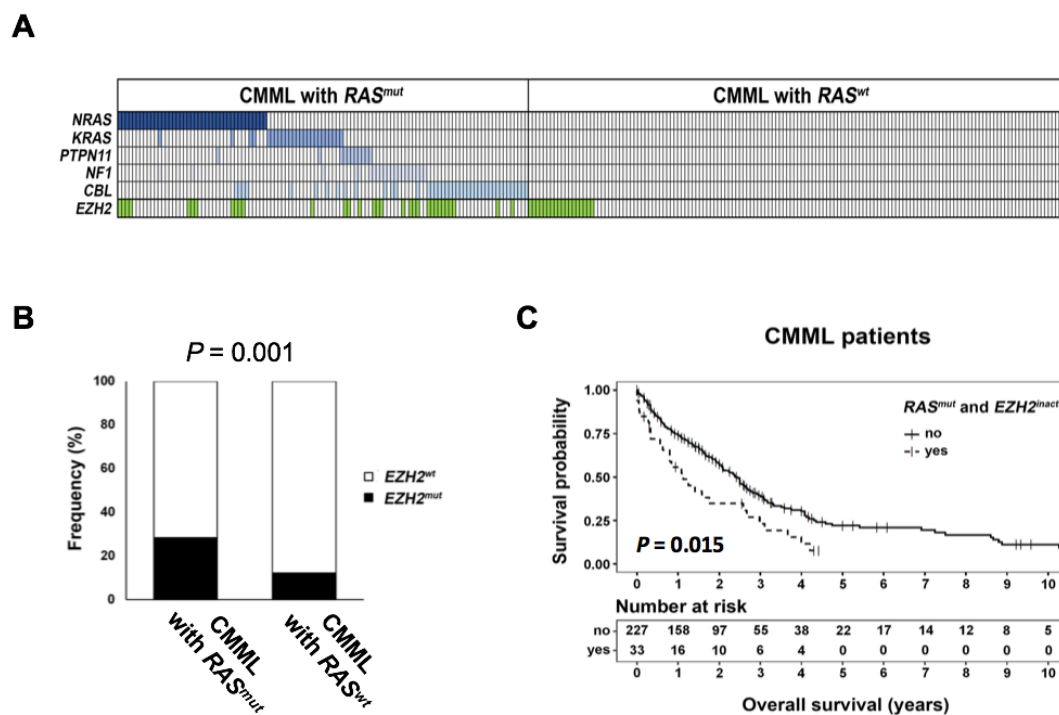 A
CMML with RASmut
CMML with RASwt
NRAS
KRAS
PTPN11
NF1
CBL
EZH2
B
P = 0.001
100
80
60
40
20
0
Frequency (%)
EZH2wt
EZH2mut
CMML
with RASmut
CMML
with RASwt
C
CMML patients
1.00
0.75
0.50
0.25
0.00
Survival probability
RASmut and EZH2inact
no
yes
P = 0.015
0 1 2 3 4 5 6 7 8 9 10
Number at risk
no 227 158 97 55 38 22 17 14 12 8 5
yes 33 16 10 6 4 0 0 0 0 0 0
0 1 2 3 4 5 6 7 8 9 10
Overall survival (years)